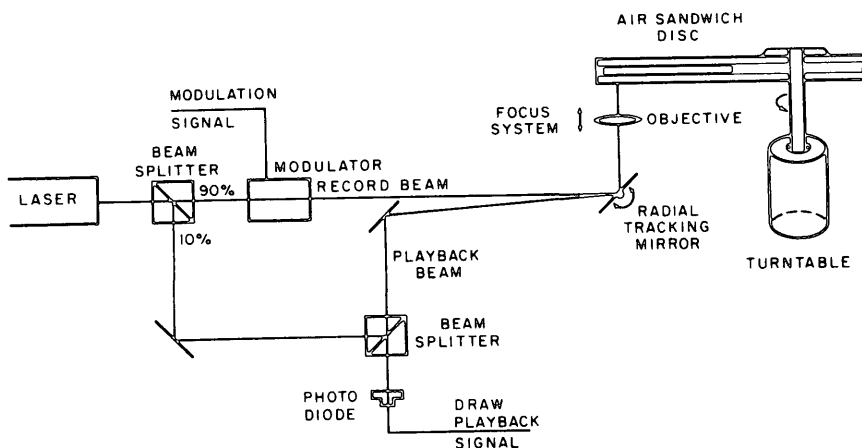 AIR SANDWICH
DISC
MODULATION
SIGNAL
FOCUS
SYSTEM
OBJECTIVE
BEAM
SPLITTER
MODULATOR
LASER
90%
RECORD BEAM
10%
RADIAL
TRACKING
MIRROR
PLAYBACK
BEAM
TURNTABLE
BEAM
SPLITTER
PHOTO
DIODE
DRAW
PLAYBACK
SIGNAL